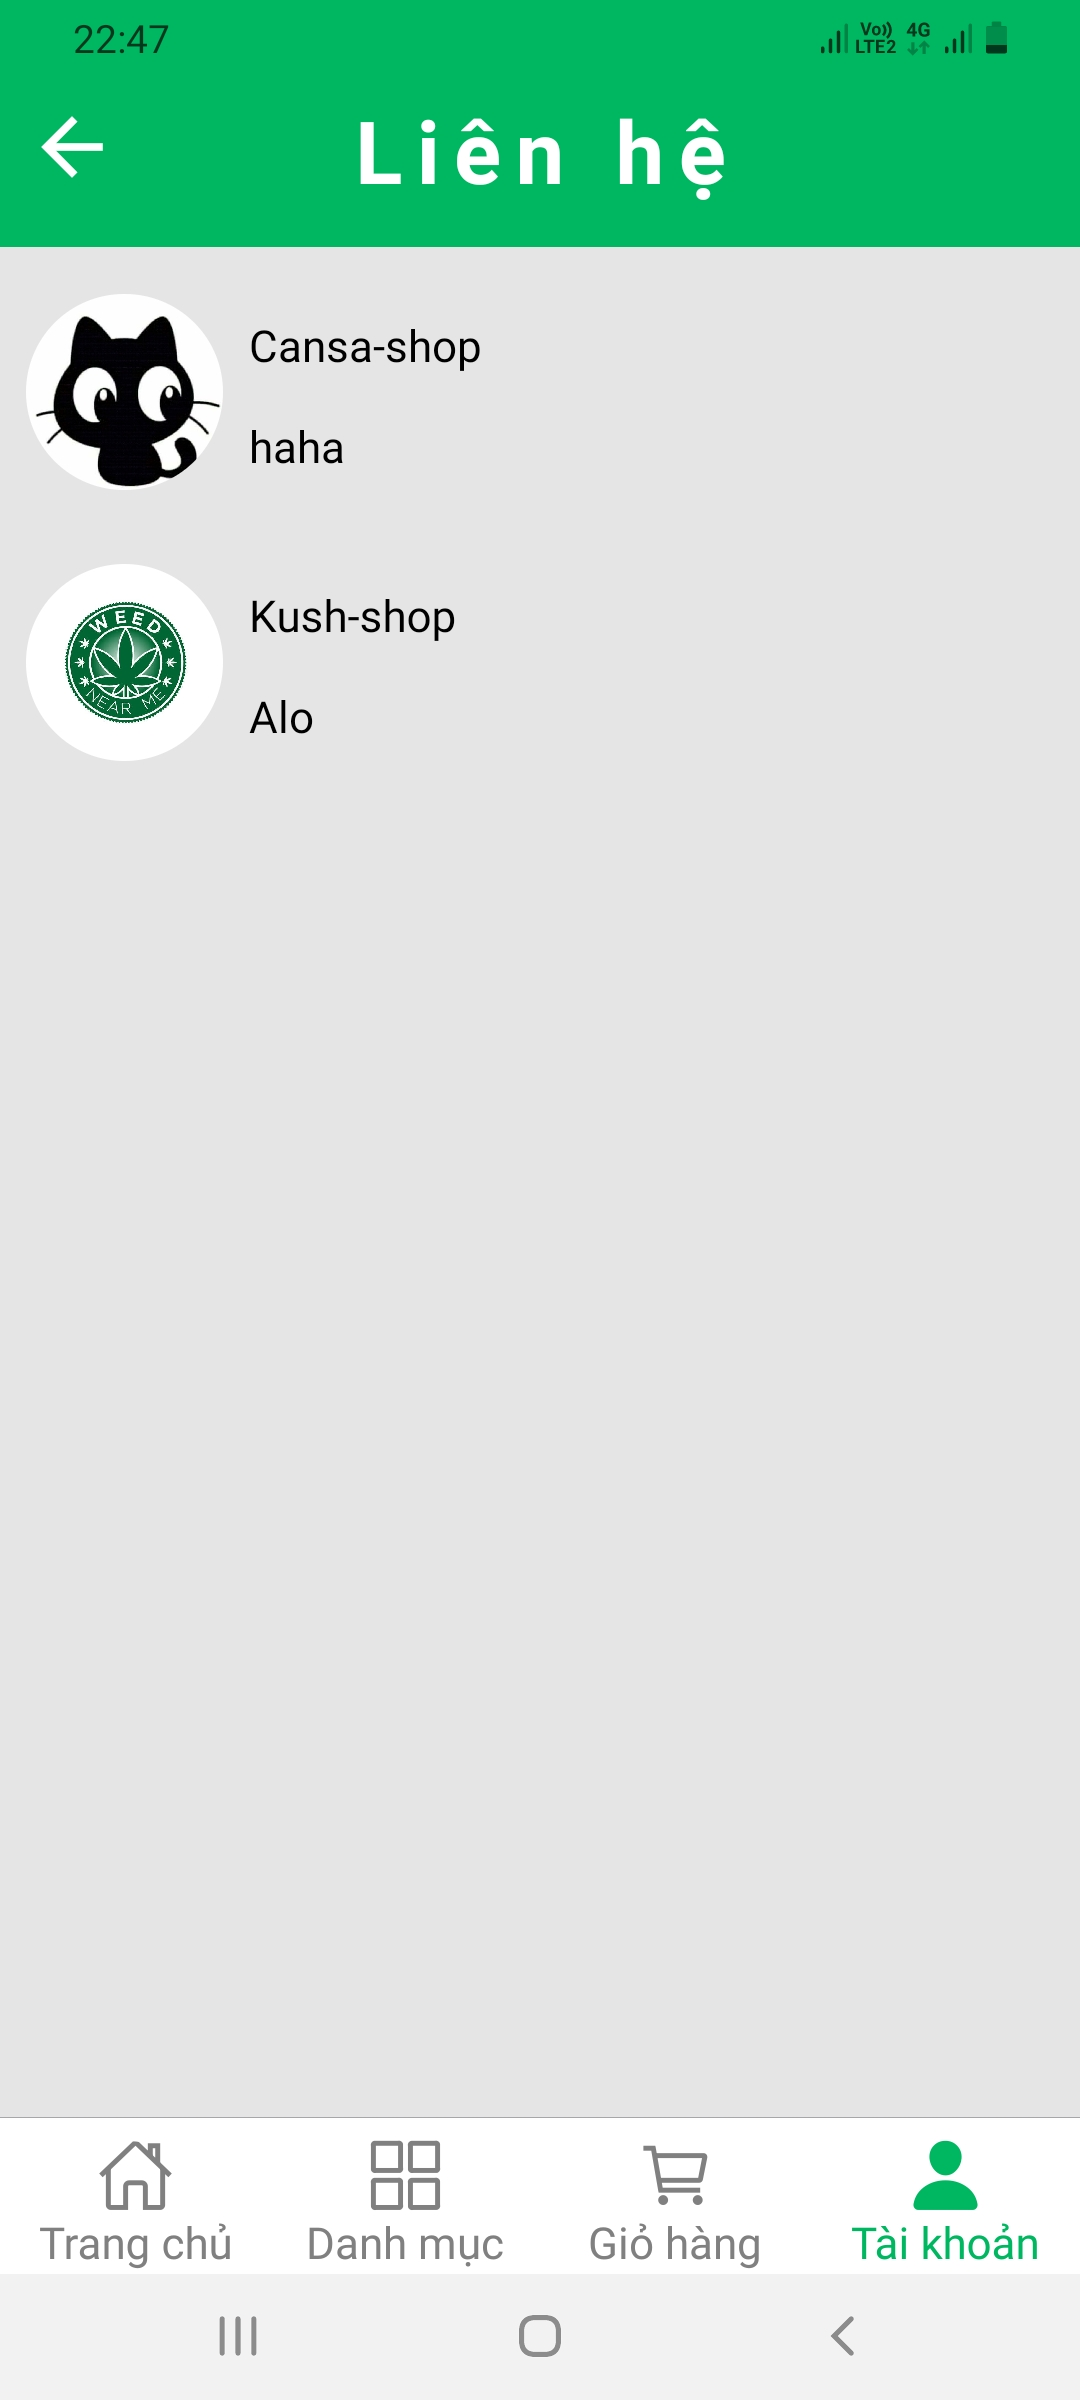 22:47
Vo)) LTE2 4G
Liên hệ
Cansa-shop
haha
WEED
NEAR ME
Kush-shop
Alo
Trang chủ
Danh mục
Giỏ hàng
Tài khoản